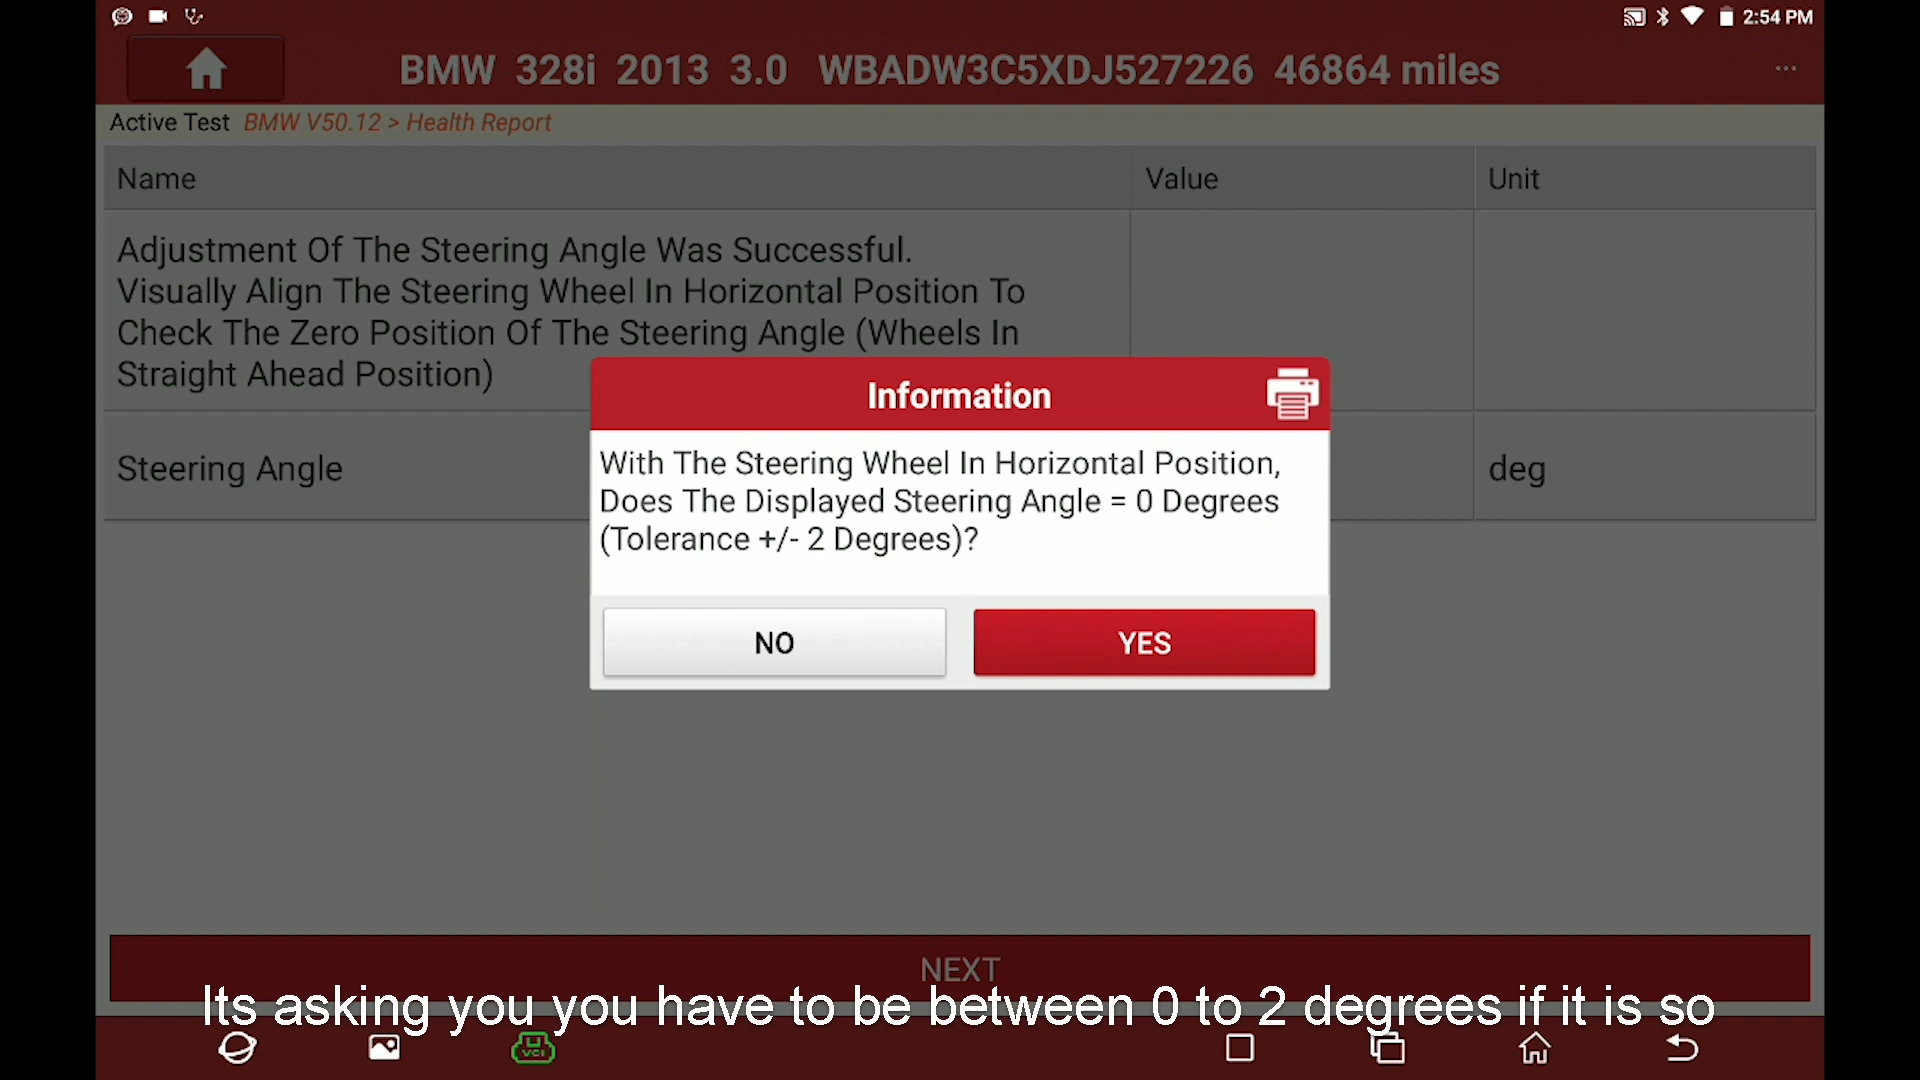 2:54 PM
BMW 328i 2013 3.0 WBADW3C5XDJ527226 46864 miles
...
Active Test BMW V50.12 > Health Report
Name Value Unit
Adjustment Of The Steering Angle Was Successful.
Visually Align The Steering Wheel In Horizontal Position To
Check The Zero Position Of The Steering Angle (Wheels In
Straight Ahead Position)
Steering Angle deg
Information
With The Steering Wheel In Horizontal Position,
Does The Displayed Steering Angle = 0 Degrees
(Tolerance +/- 2 Degrees)?
NO YES
NEXT
Its asking you you have to be between 0 to 2 degrees if it is so
VCI